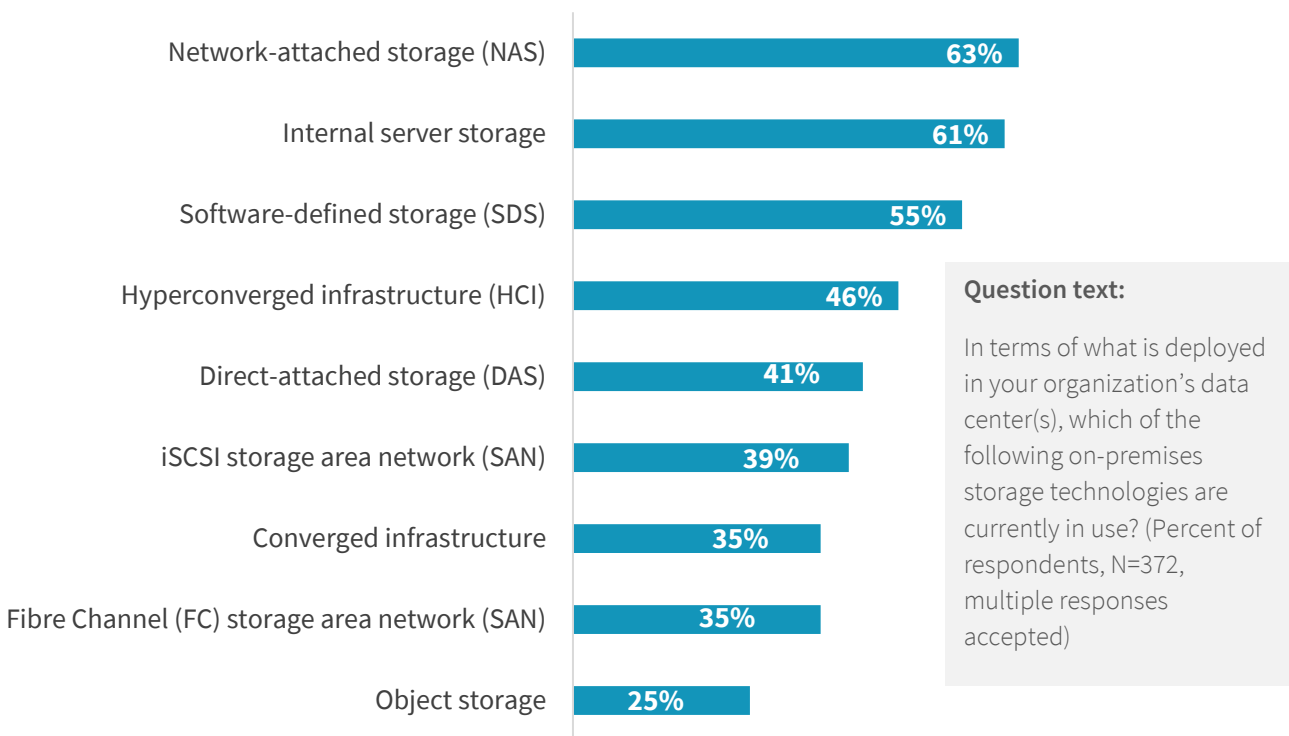 Network-attached storage (NAS)
63%
Internal server storage
61%
Software-defined storage (SDS)
55%
Hyperconverged infrastructure (HCI)
46%
Direct-attached storage (DAS)
41%
iSCSI storage area network (SAN)
39%
Converged infrastructure
35%
Fibre Channel (FC) storage area network (SAN)
35%
Object storage
25%
Question text:
In terms of what is deployed
in your organization’s data
center(s), which of the
following on-premises
storage technologies are
currently in use? (Percent of
respondents, N=372,
multiple responses
accepted)